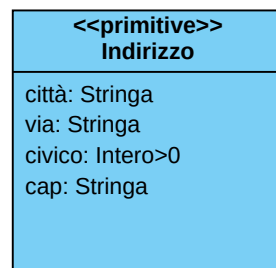 <<primitive>>
Indirizzo
città: Stringa
via: Stringa
civico: Intero>0
cap: Stringa